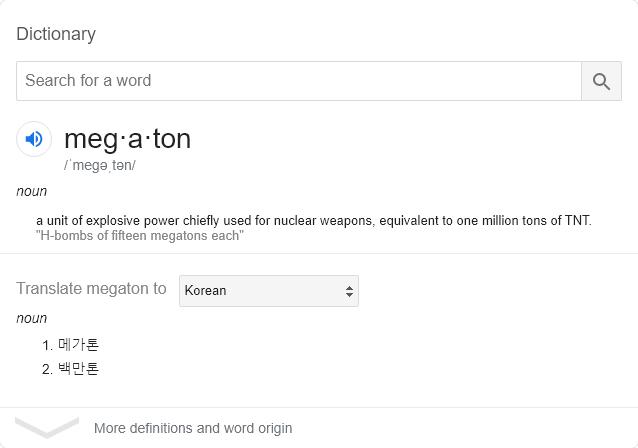 Dictionary
Search for a word
meg·a·ton
/ˈmeɡəˌtən/
noun
a unit of explosive power chiefly used for nuclear weapons, equivalent to one million tons of TNT.
"H-bombs of fifteen megatons each"
Translate megaton to Korean
noun
1. 메가톤
2. 백만톤
More definitions and word origin